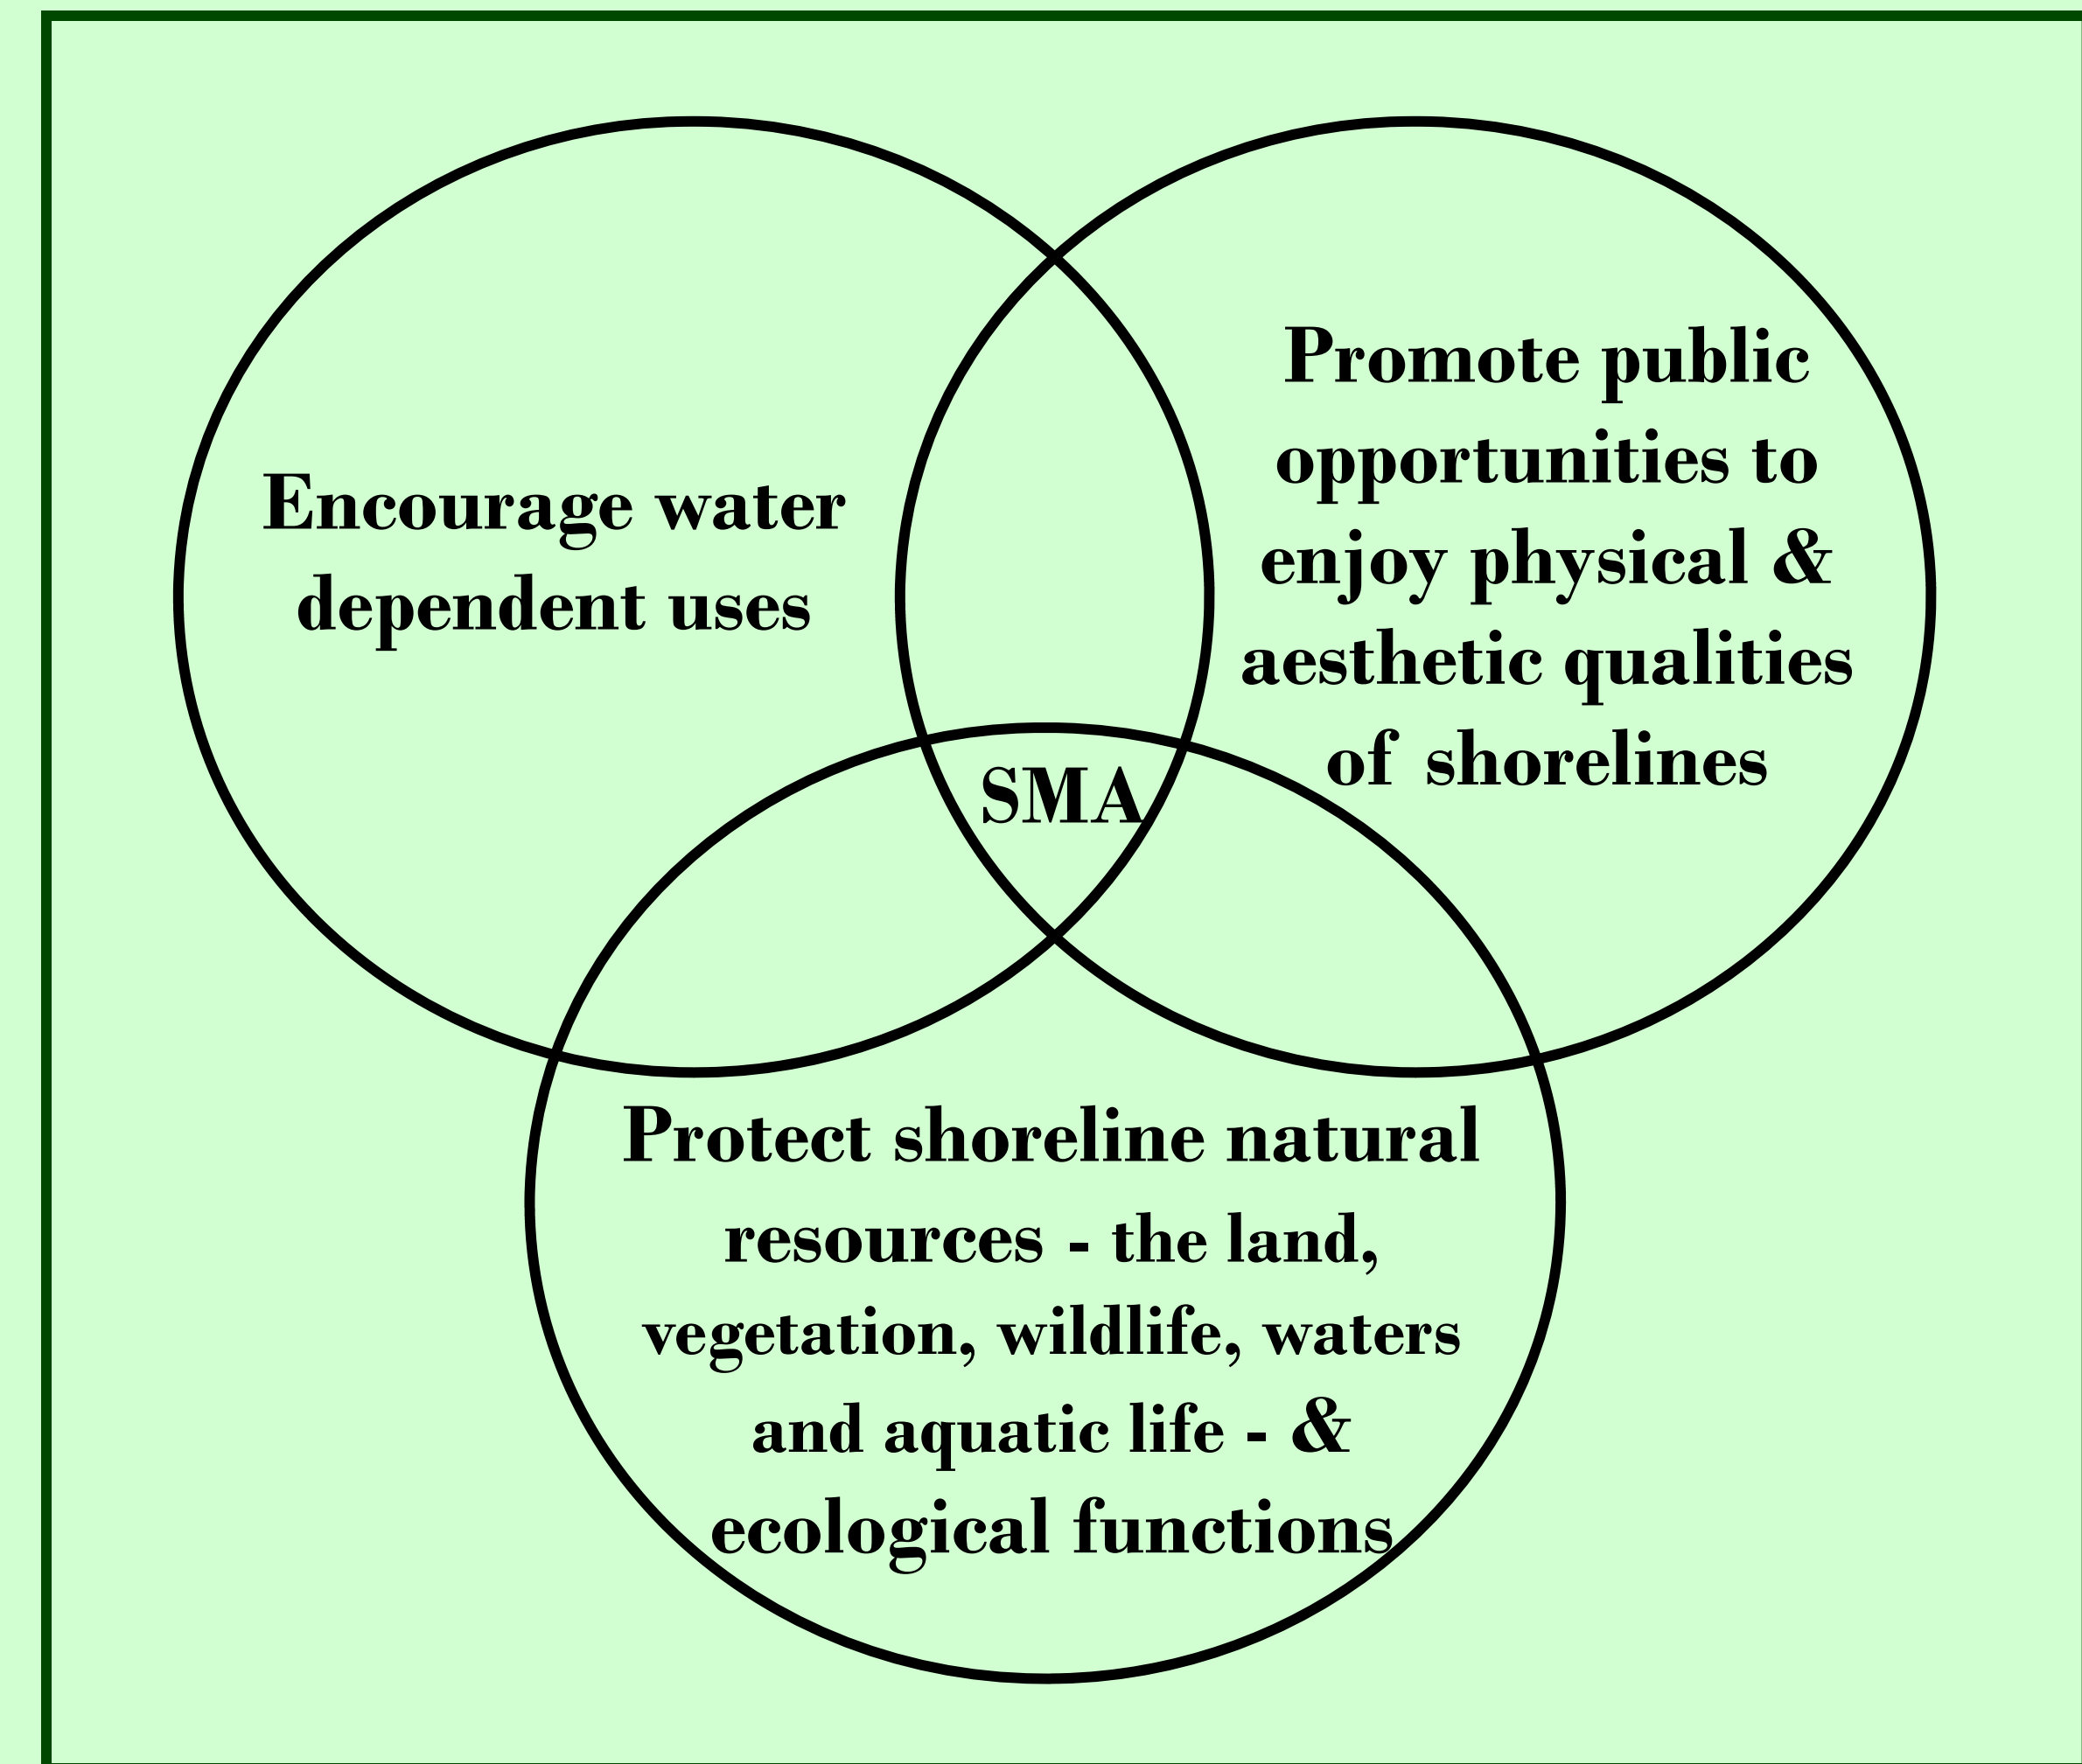 Encourage water
dependent uses
Promote public
opportunities to
enjoy physical &
aesthetic qualities
of shorelines
SMA
Protect shoreline natural
resources - the land,
vegetation, wildlife, waters
and aquatic life - &
ecological functions